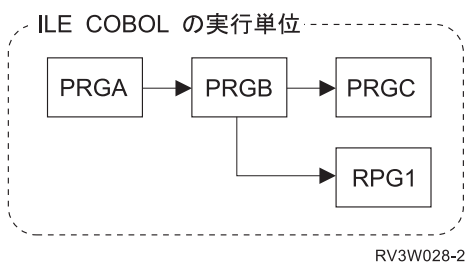 ILE COBOL の実行単位
PRGA
PRGB
PRGC
RPG1
RV3W028-2